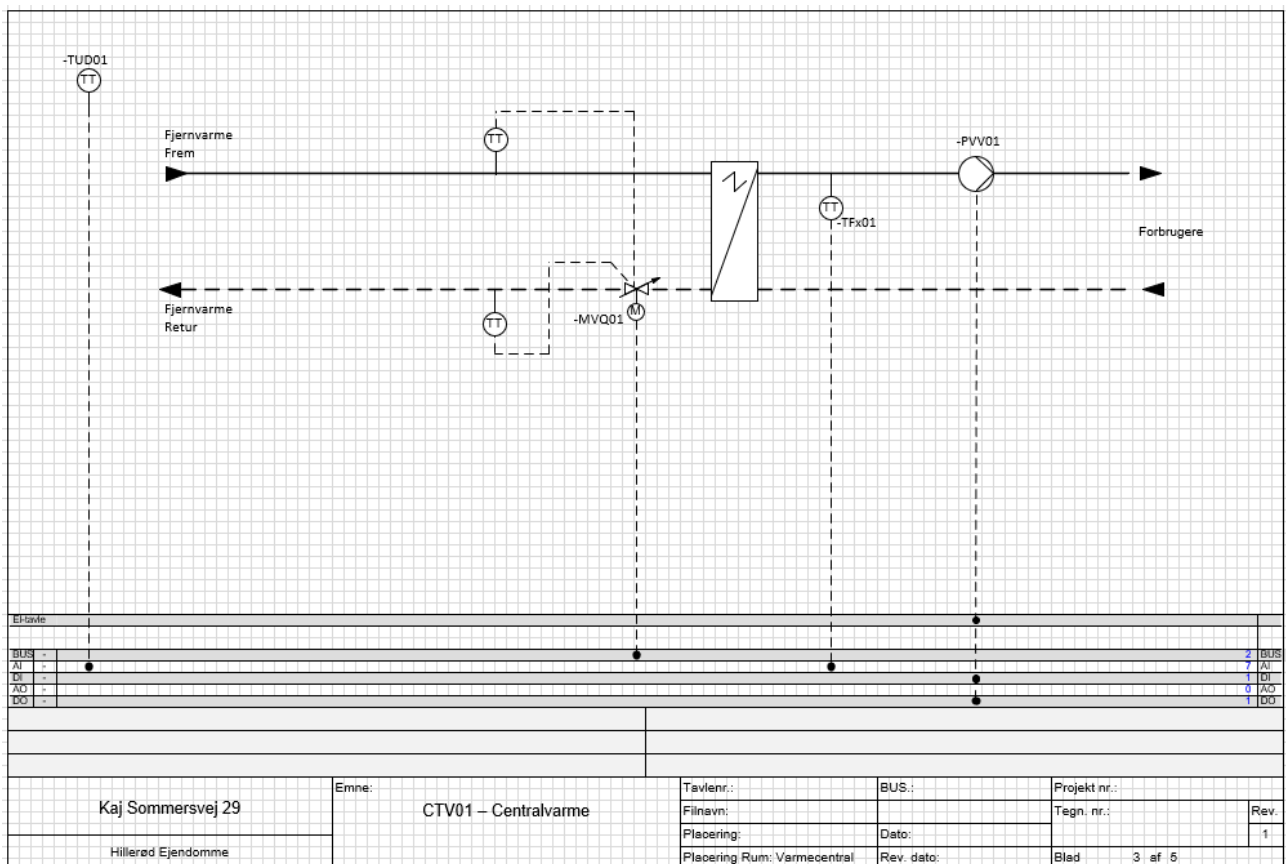 -TUD01
TT
Fjernvarme
Frem
TT
-PVV01
TT
-TFx01
Forbrugere
Fjernvarme
Retur
TT
-MVQ01
M
El-tavle
BUS - 2 BUS
AI - 7 AI
DI - 1 DI
AO - 0 AO
DO - 1 DO
Kaj Sommersvej 29
Hillerød Ejendomme
Emne:
CTV01 – Centralvarme
Tavlenr.:
BUS.:
Projekt nr.:
Filnavn:
Tegn. nr.:
Rev.
1
Placering:
Dato:
Placering Rum: Varmecentral
Rev. dato:
Blad 3 af 5